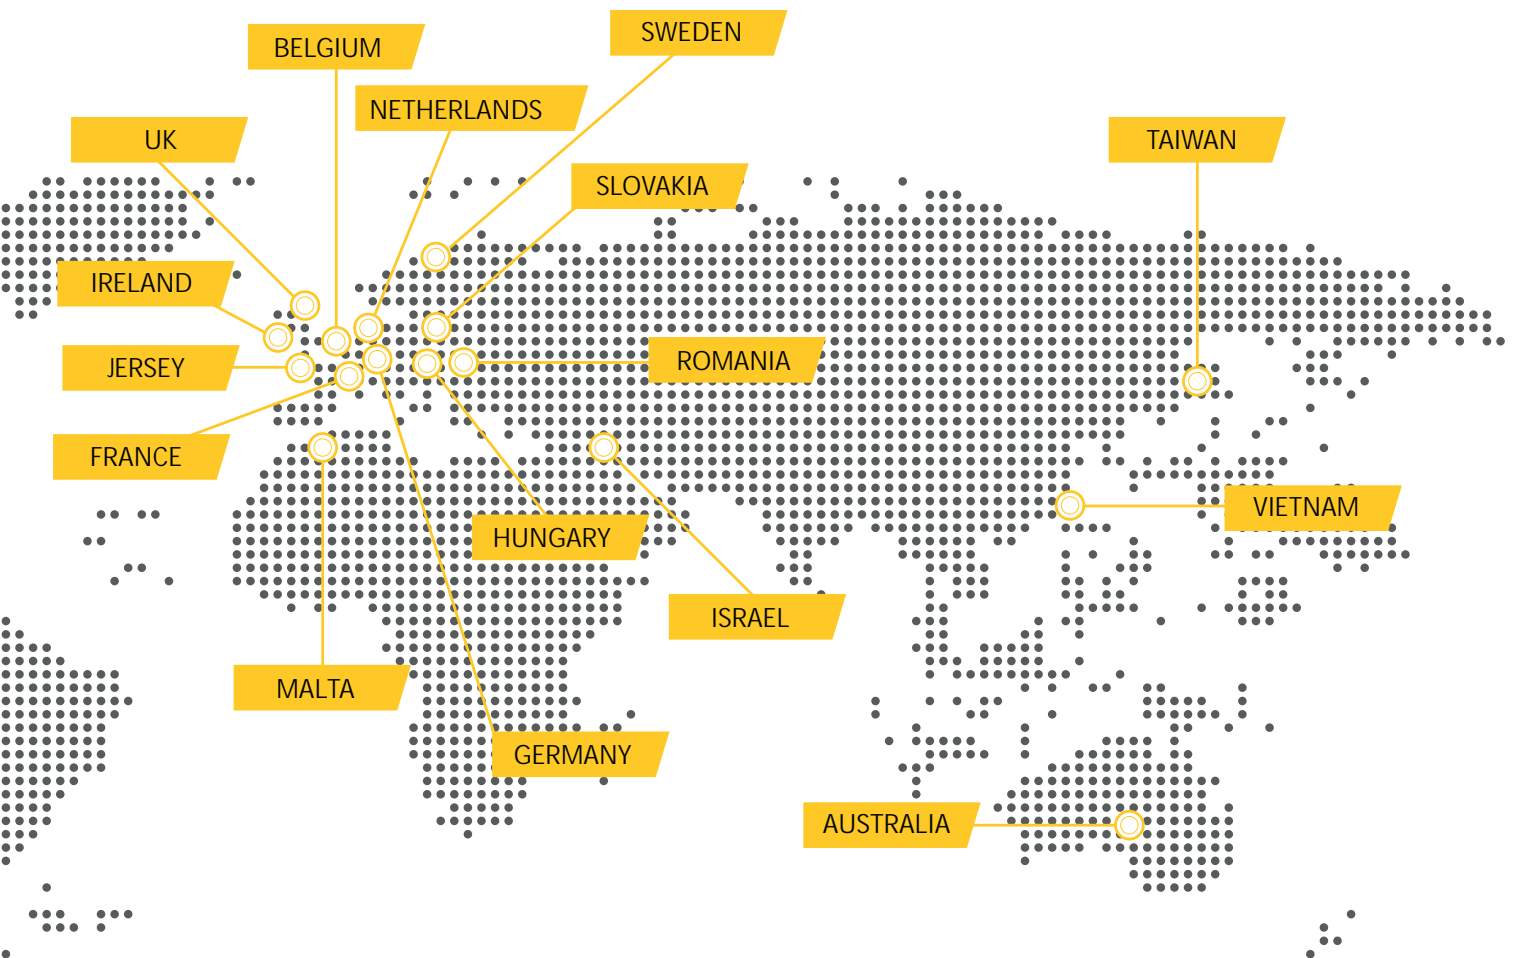 SWEDEN
BELGIUM
NETHERLANDS
UK
TAIWAN
SLOVAKIA
IRELAND
JERSEY
ROMANIA
FRANCE
VIETNAM
HUNGARY
ISRAEL
MALTA
GERMANY
AUSTRALIA